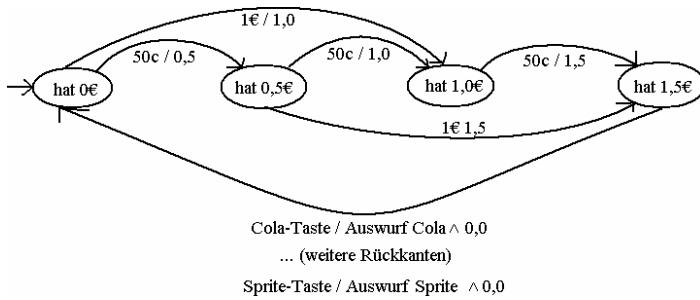 1€ / 1,0
50c / 0,5
50c / 1,0
50c / 1,5
hat 0€
hat 0,5€
hat 1,0€
hat 1,5€
1€ 1,5
Cola-Taste / Auswurf Cola ∧ 0,0
... (weitere Rückkanten)
Sprite-Taste / Auswurf Sprite ∧ 0,0